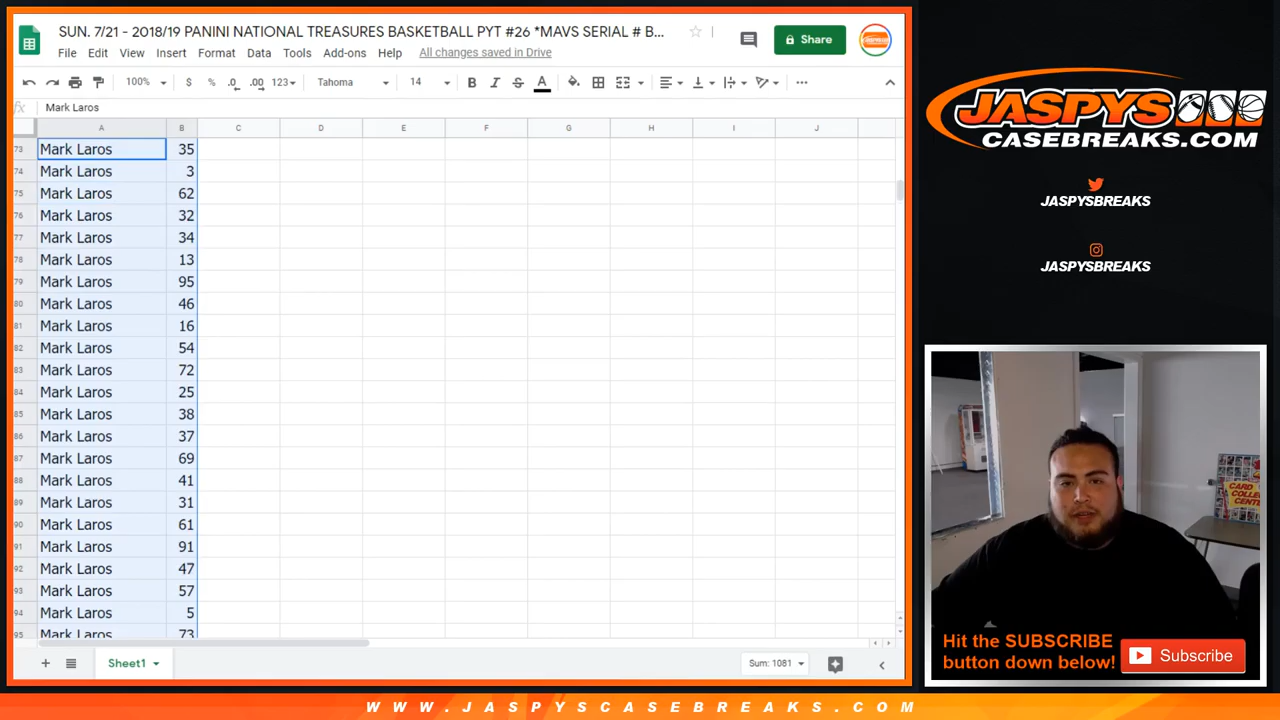 SUN. 7/21 - 2018/19 PANINI NATIONAL TREASURES BASKETBALL PYT #26 *MAVS SERIAL # B...
Share
File Edit View Insert Format Data Tools Add-ons Help All changes saved in Drive
100% $ % .0 .00 123 Tahoma 14 B I S A
fx Mark Laros
A B C D E F G H I J
73 Mark Laros 35
74 Mark Laros 3
75 Mark Laros 62
76 Mark Laros 32
77 Mark Laros 34
78 Mark Laros 13
79 Mark Laros 95
80 Mark Laros 46
81 Mark Laros 16
82 Mark Laros 54
83 Mark Laros 72
84 Mark Laros 25
85 Mark Laros 38
86 Mark Laros 37
87 Mark Laros 69
88 Mark Laros 41
89 Mark Laros 31
90 Mark Laros 61
91 Mark Laros 91
92 Mark Laros 47
93 Mark Laros 57
94 Mark Laros 5
95 Mark Laros 73
Sheet1
Sum: 1081
JASPYS
CASEBREAKS.COM
JASPYSBREAKS
JASPYSBREAKS
CARD
COLLE
CENT
Hit the SUBSCRIBE
button down below!
Subscribe
WWW.JASPYSCASEBREAKS.COM